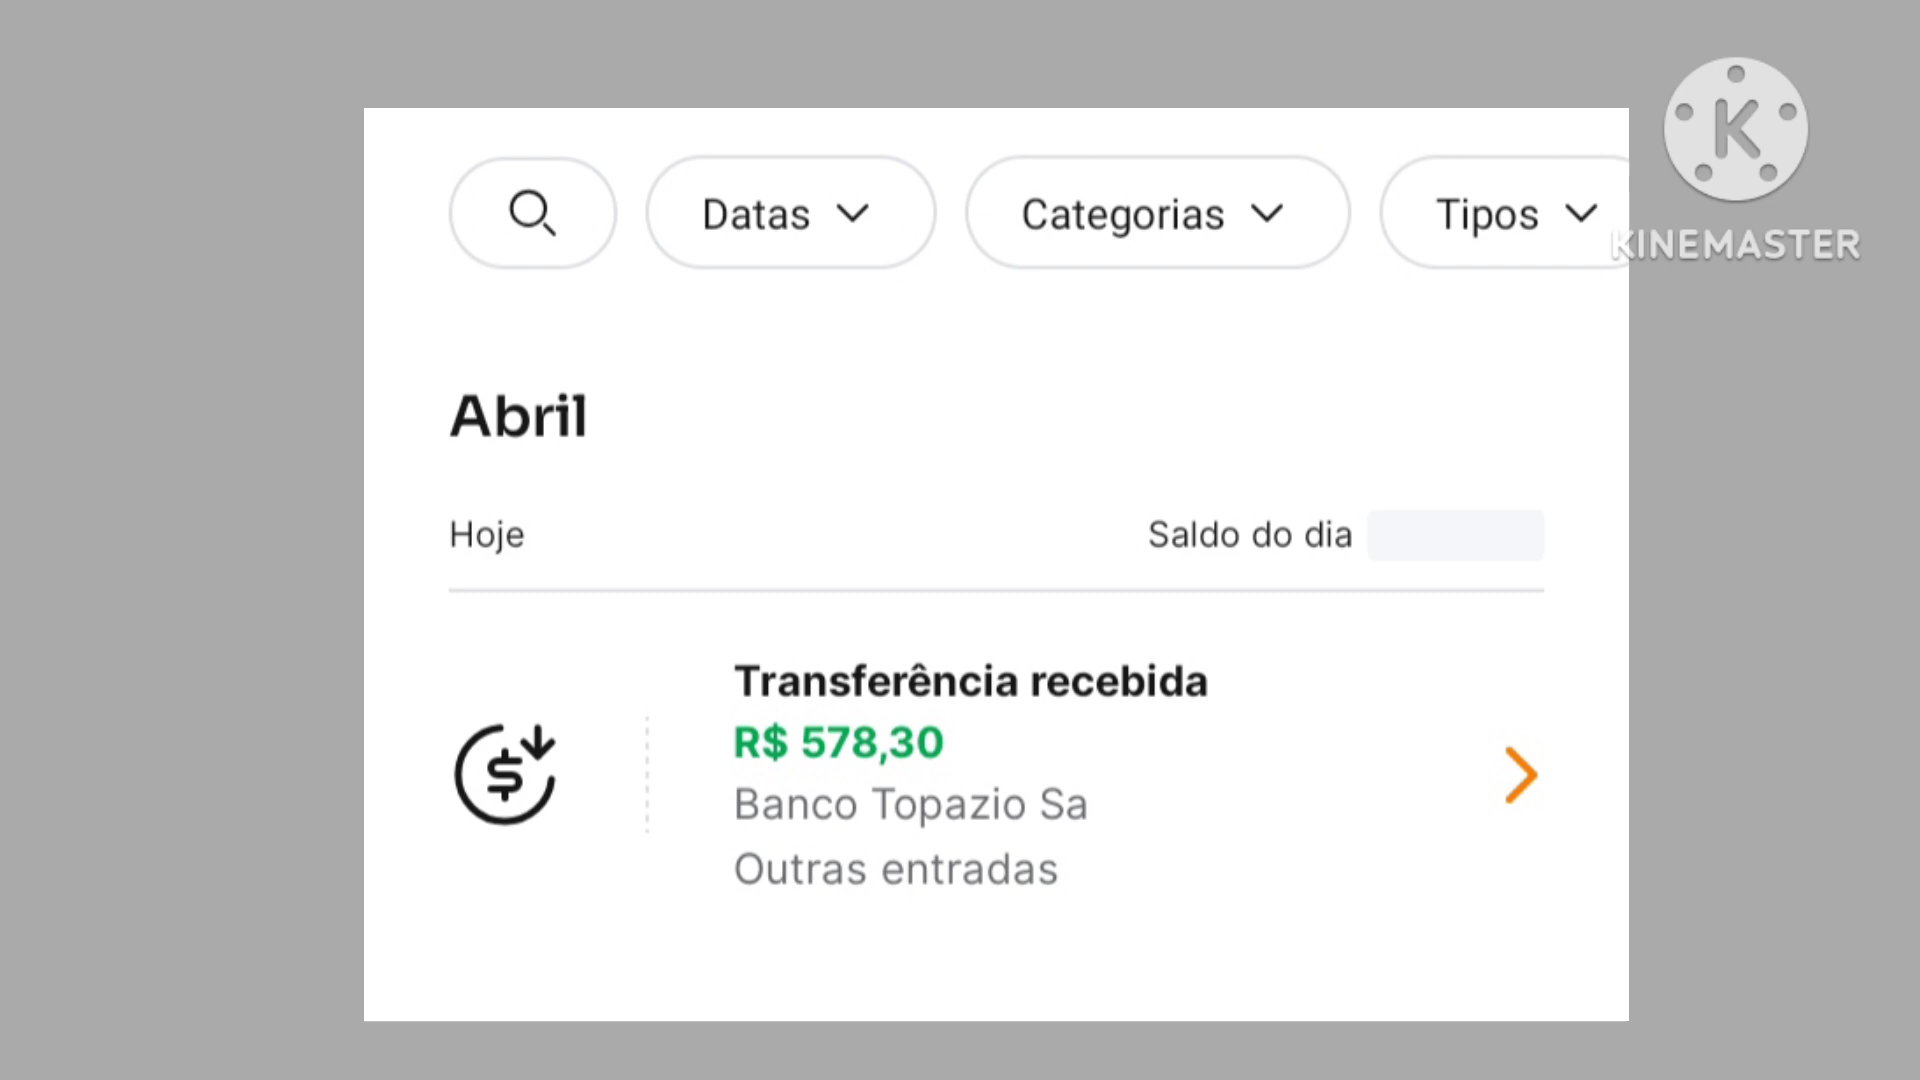 Datas
Categorias
Tipos
K
KINEMASTER
Abril
Hoje
Saldo do dia
$
Transferência recebida
R$ 578,30
Banco Topazio Sa
Outras entradas